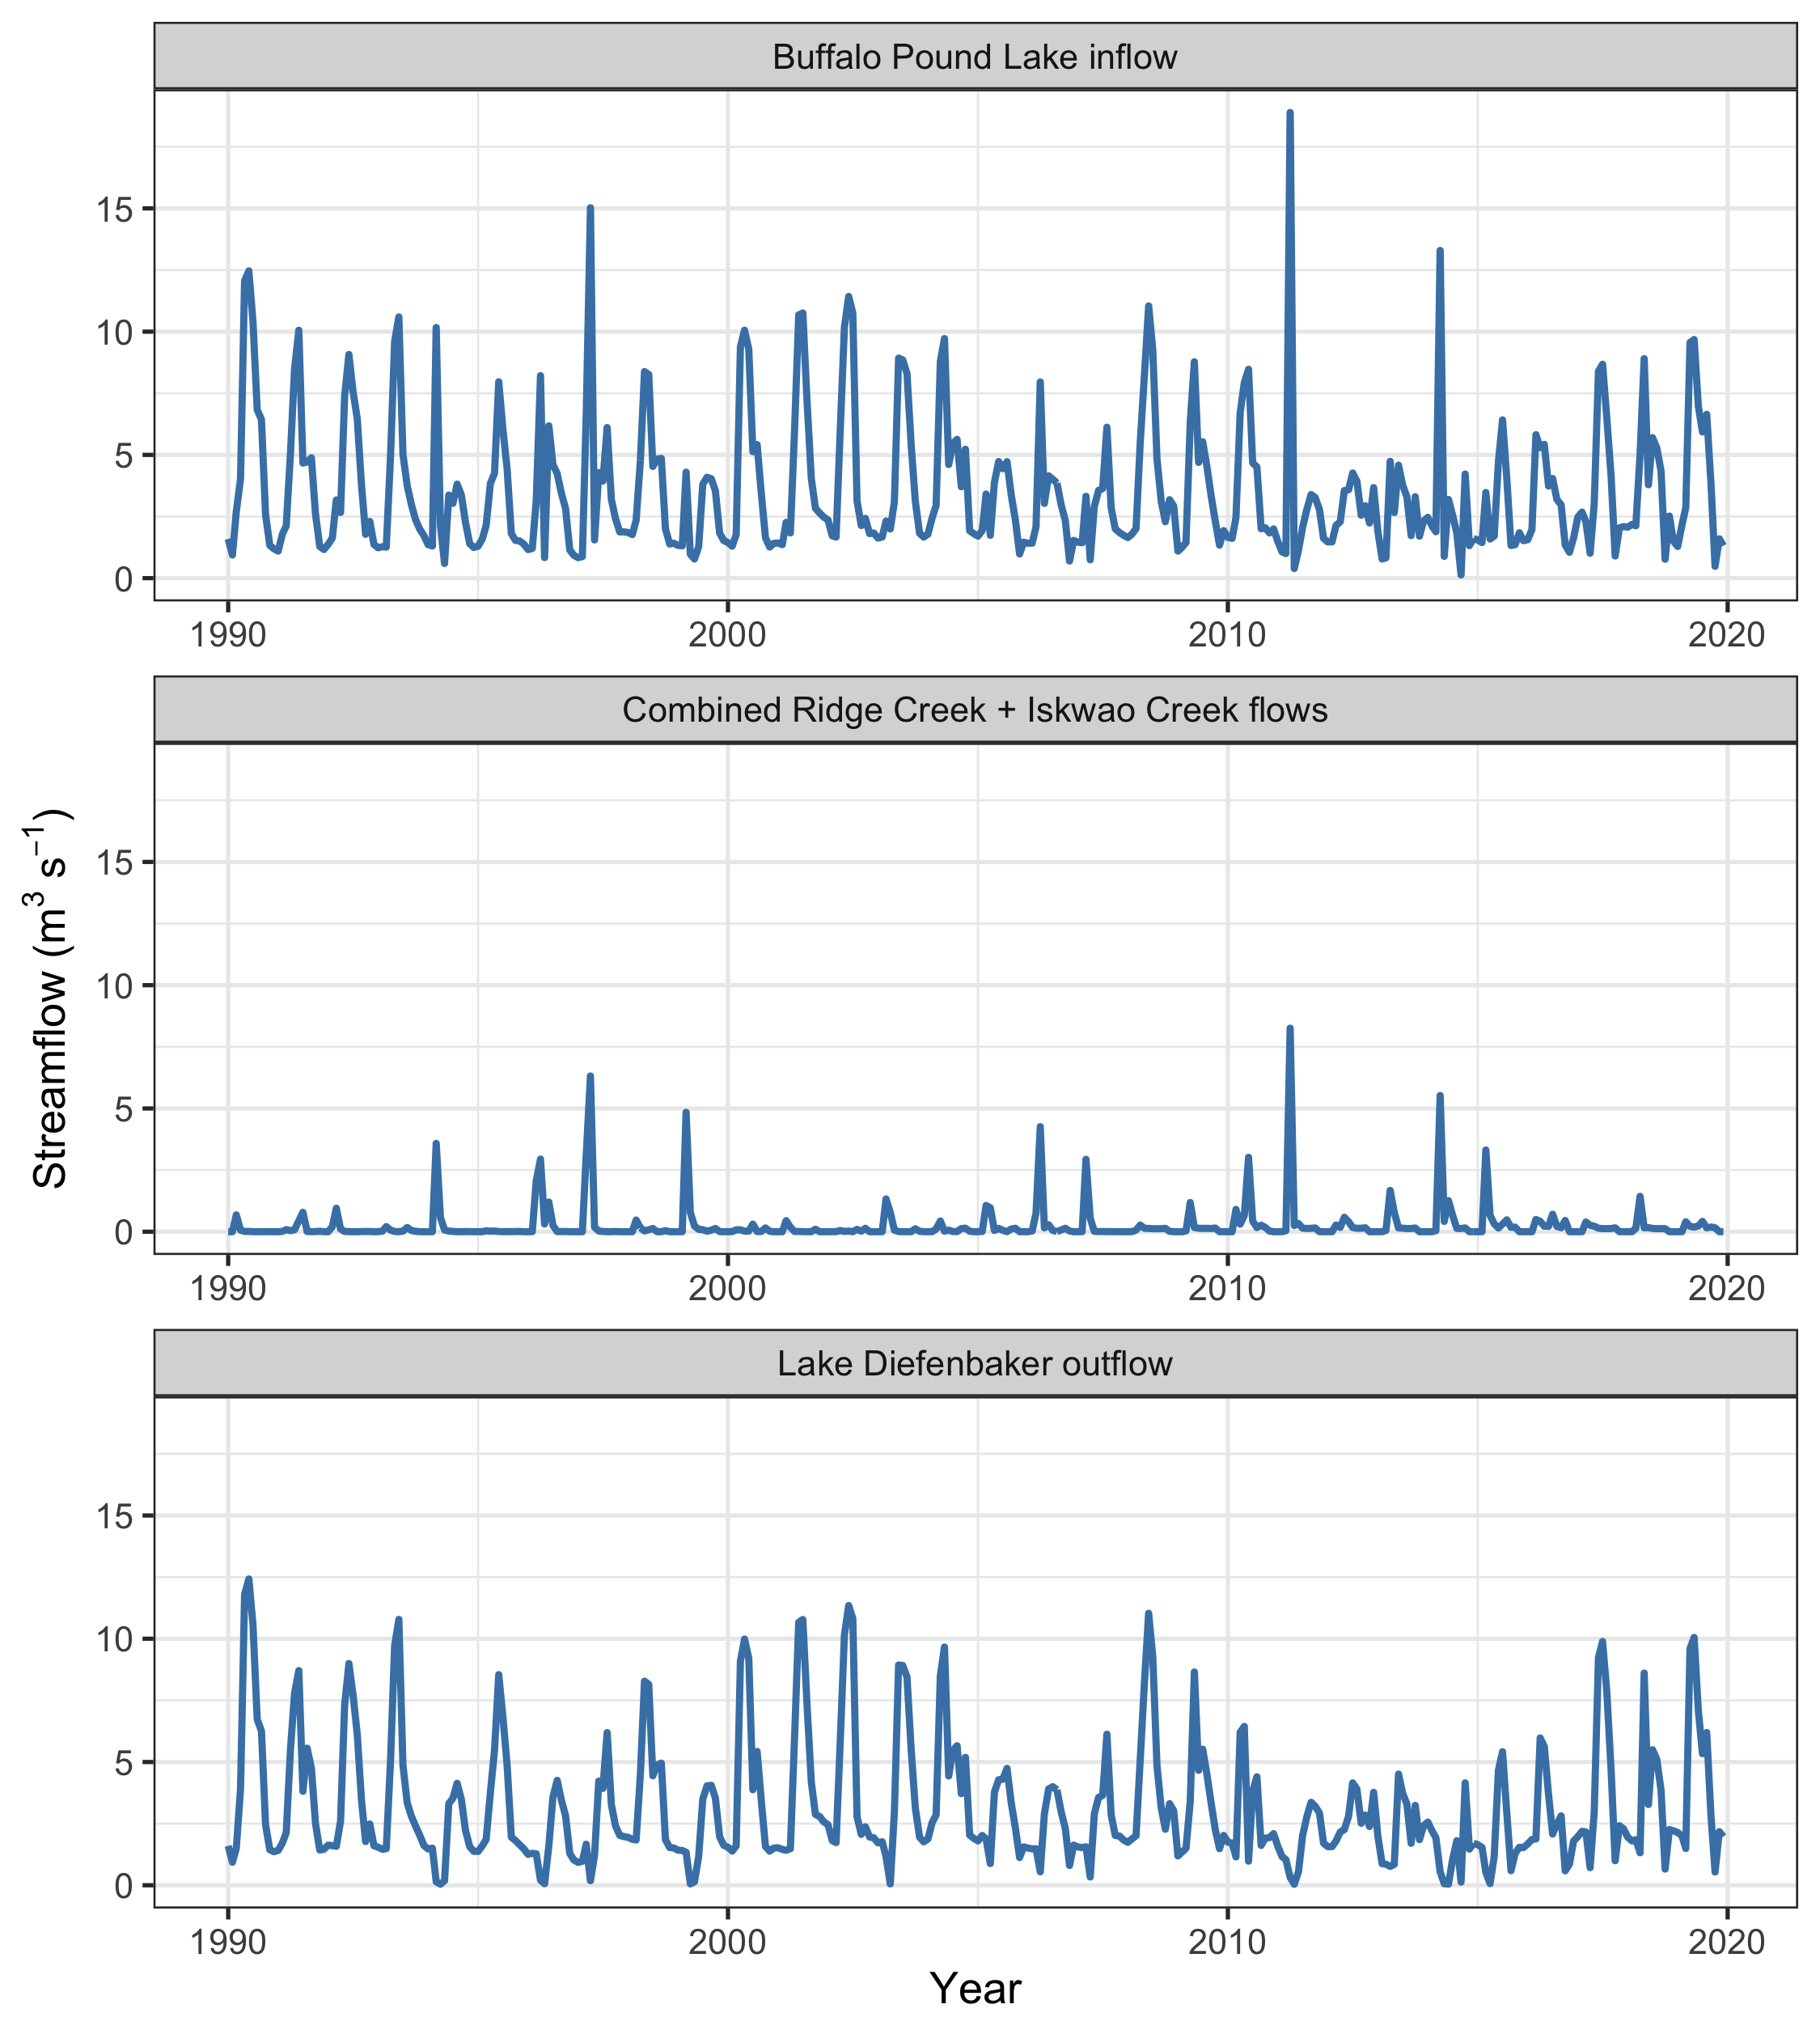 Buffalo Pound Lake inflow
15
10
5
0
1990 2000 2010 2020
Combined Ridge Creek + Iskwao Creek flows
Streamflow (m³ s⁻¹)
15
10
5
0
1990 2000 2010 2020
Lake Diefenbaker outflow
15
10
5
0
1990 2000 2010 2020
Year